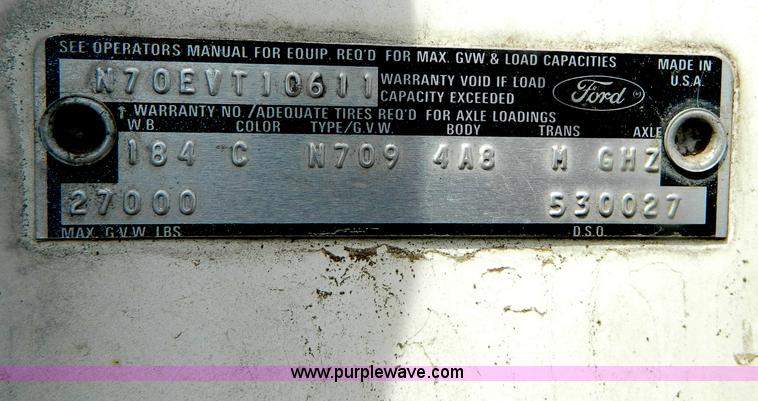 SEE OPERATORS MANUAL FOR EQUIP. REQ'D FOR MAX. GVW & LOAD CAPACITIES
MADE IN U.S.A.
N70EVT10611
WARRANTY VOID IF LOAD CAPACITY EXCEEDED
Ford
↑ WARRANTY NO./ADEQUATE TIRES REQ'D FOR AXLE LOADINGS
W.B. COLOR TYPE/G.V.W. BODY TRANS AXLE
184 C N709 4A8 M GHZ
27000 530027
MAX. G.V.W. LBS D.S.O.
www.purplewave.com